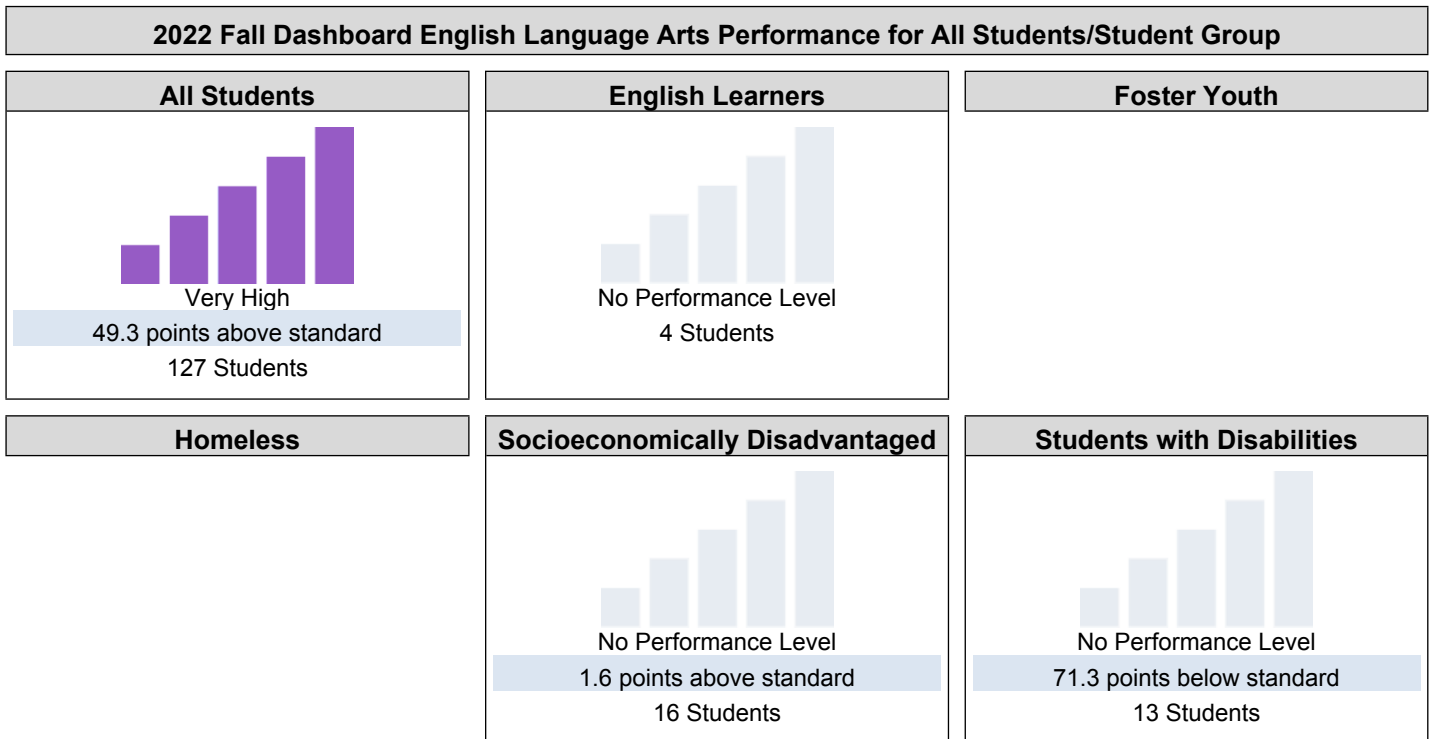 2022 Fall Dashboard English Language Arts Performance for All Students/Student Group
All Students
Very High
49.3 points above standard
127 Students
English Learners
No Performance Level
4 Students
Foster Youth
Homeless
Socioeconomically Disadvantaged
No Performance Level
1.6 points above standard
16 Students
Students with Disabilities
No Performance Level
71.3 points below standard
13 Students